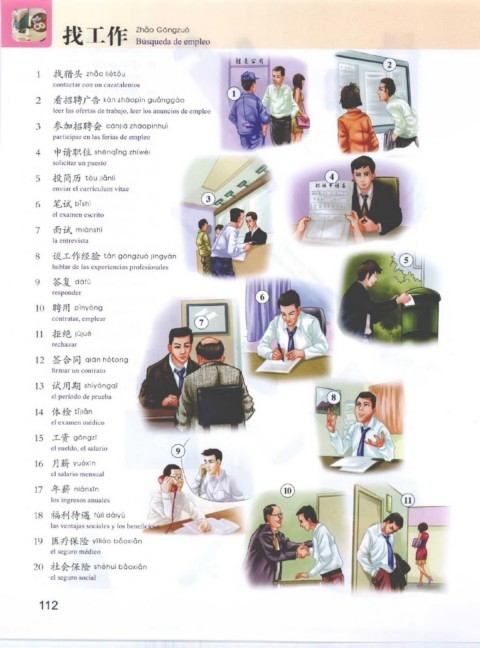 找工作 Zhǎo Gōngzuò
Búsqueda de empleo
1 找猎头 zhǎo liètóu
contactar con un cazatalentos
2 看招聘广告 kàn zhāopìn guǎnggào
leer las ofertas de trabajo, leer los anuncios de empleo
3 参加招聘会 cānjiā zhāopìnhuì
participar en las ferias de empleo
4 申请职位 shēnqǐng zhíwèi
solicitar un puesto
5 投简历 tóu jiǎnlì
enviar el currículum vitae
6 笔试 bǐshì
el examen escrito
7 面试 miànshì
la entrevista
8 谈工作经验 tán gōngzuò jīngyàn
hablar de las experiencias profesionales
9 答复 dáfù
responder
10 聘用 pìnyòng
contratar, emplear
11 拒绝 jùjué
rechazar
12 签合同 qiān hétong
firmar un contrato
13 试用期 shìyòngqī
el período de prueba
14 体检 tǐjiǎn
el examen médico
15 工资 gōngzī
el sueldo, el salario
16 月薪 yuèxīn
el salario mensual
17 年薪 niánxīn
los ingresos anuales
18 福利待遇 fúlì dàiyù
las ventajas sociales y los beneficios
19 医疗保险 yīliáo bǎoxiǎn
el seguro médico
20 社会保险 shèhuì bǎoxiǎn
el seguro social
1
2
3
4
5
6
7
8
9
10
11
112